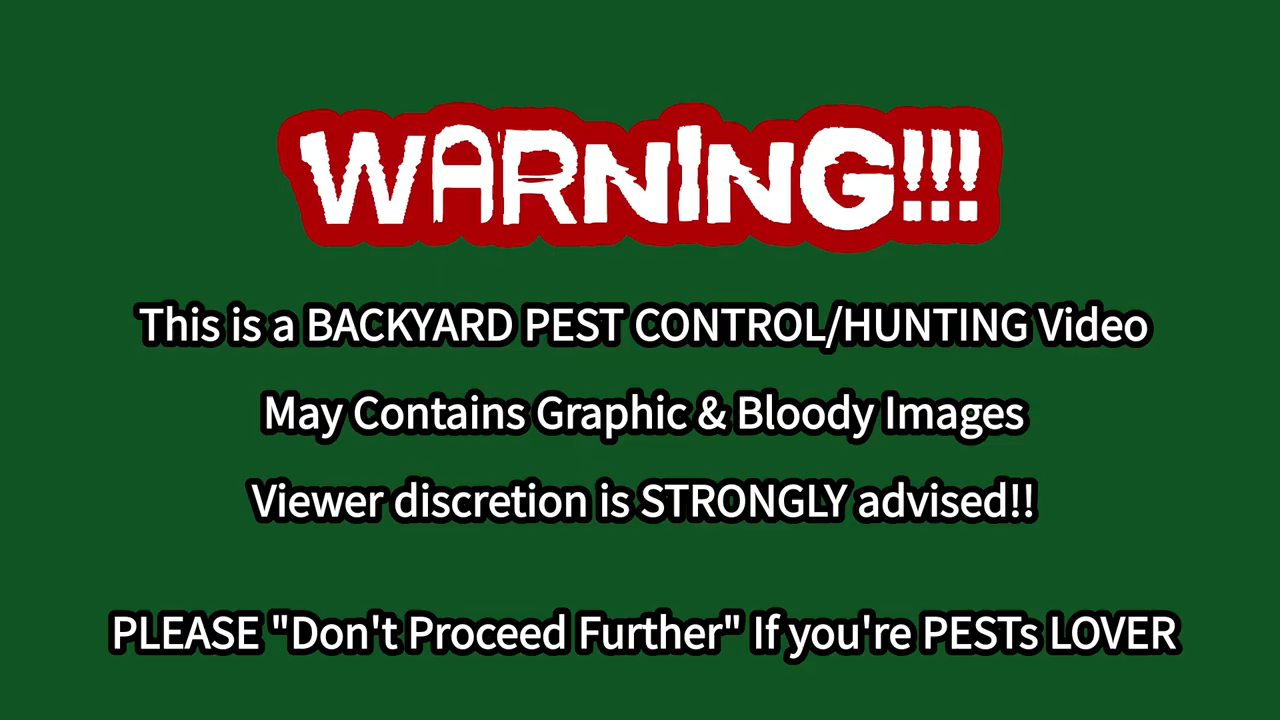 WARNING!!!
This is a BACKYARD PEST CONTROL/HUNTING Video
May Contains Graphic & Bloody Images
Viewer discretion is STRONGLY advised!!
PLEASE "Don't Proceed Further" If you're PESTs LOVER